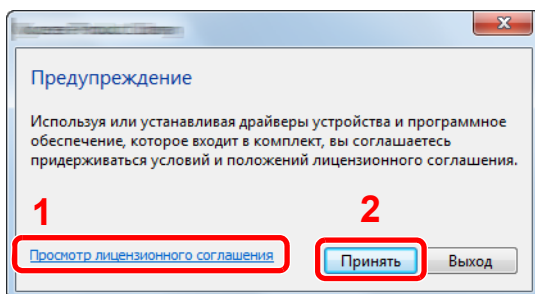 Предупреждение
Используя или устанавливая драйверы устройства и программное
обеспечение, которое входит в комплект, вы соглашаетесь
придерживаться условий и положений лицензионного соглашения.
1
2
Просмотр лицензионного соглашения
Принять
Выход